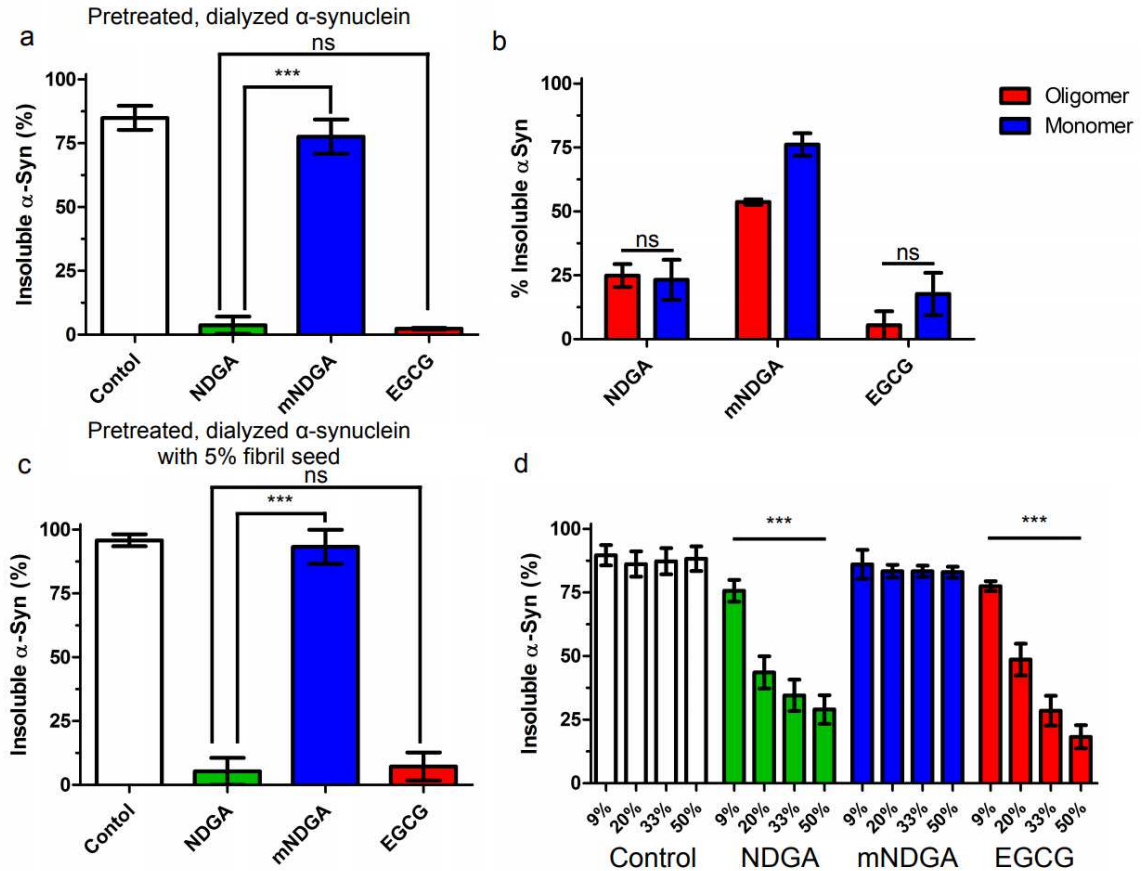 a
Pretreated, dialyzed α-synuclein
ns
***
100
75
50
25
0
Insoluble α-Syn (%)
Contol
NDGA
mNDGA
EGCG
b
100
75
50
25
0
% Insoluble αSyn
ns
ns
NDGA
mNDGA
EGCG
Oligomer
Monomer
c
Pretreated, dialyzed α-synuclein
with 5% fibril seed
ns
***
100
75
50
25
0
Insoluble α-Syn (%)
Contol
NDGA
mNDGA
EGCG
d
***
***
100
75
50
25
0
Insoluble α-Syn (%)
9% 20% 33% 50% 9% 20% 33% 50% 9% 20% 33% 50% 9% 20% 33% 50%
Control NDGA mNDGA EGCG